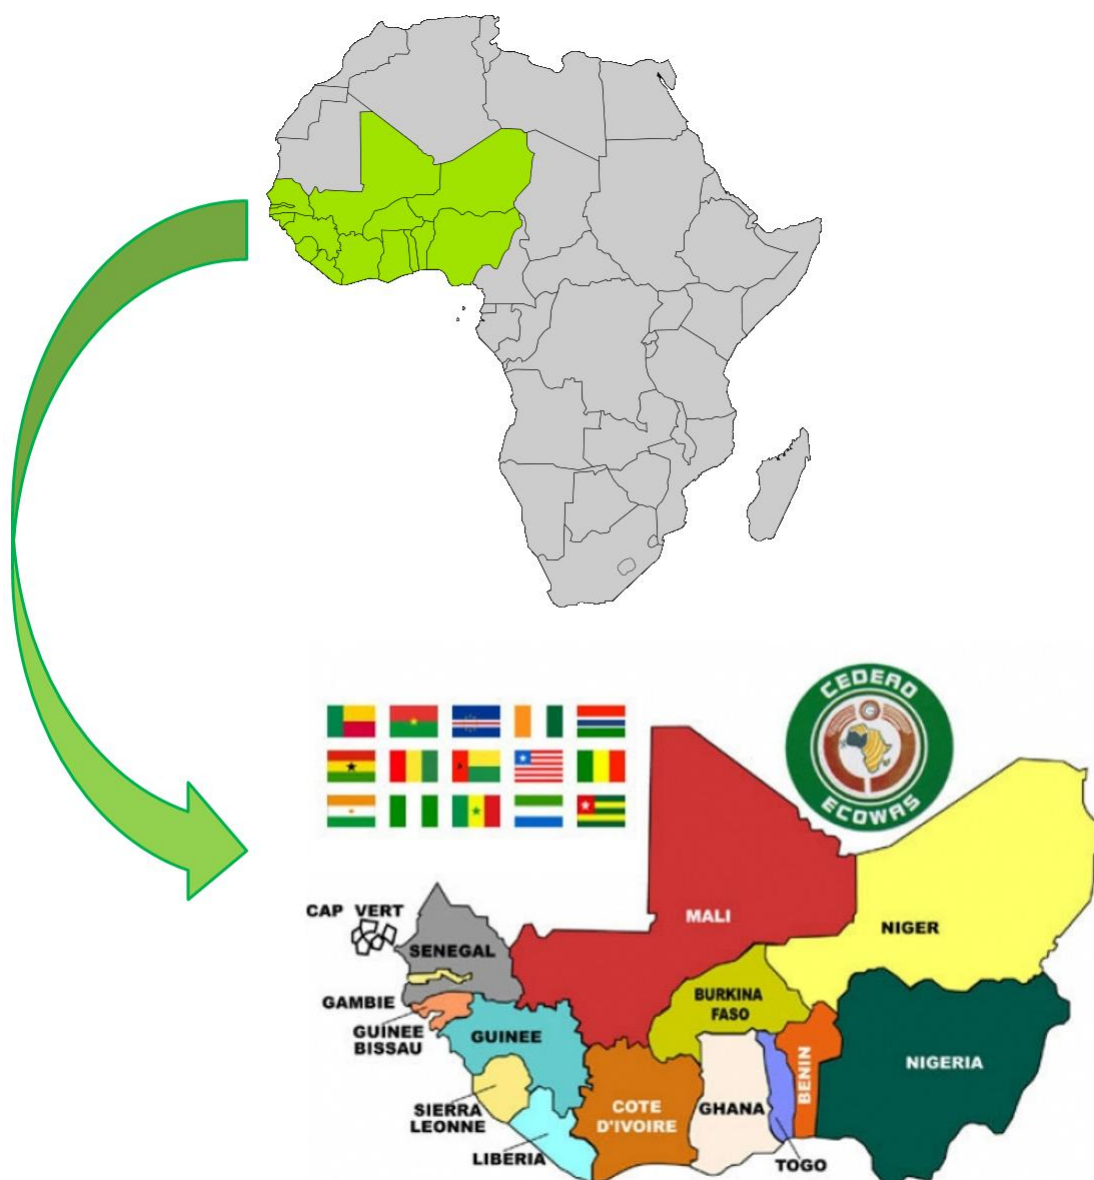 CEDEAO
ECOWAS
CAP VERT
SENEGAL
MALI
NIGER
GAMBIE
GUINEE
BISSAU
BURKINA
FASO
GUINEE
NIGERIA
BENIN
SIERRA
LEONNE
COTE
D'IVOIRE
GHANA
LIBERIA
TOGO